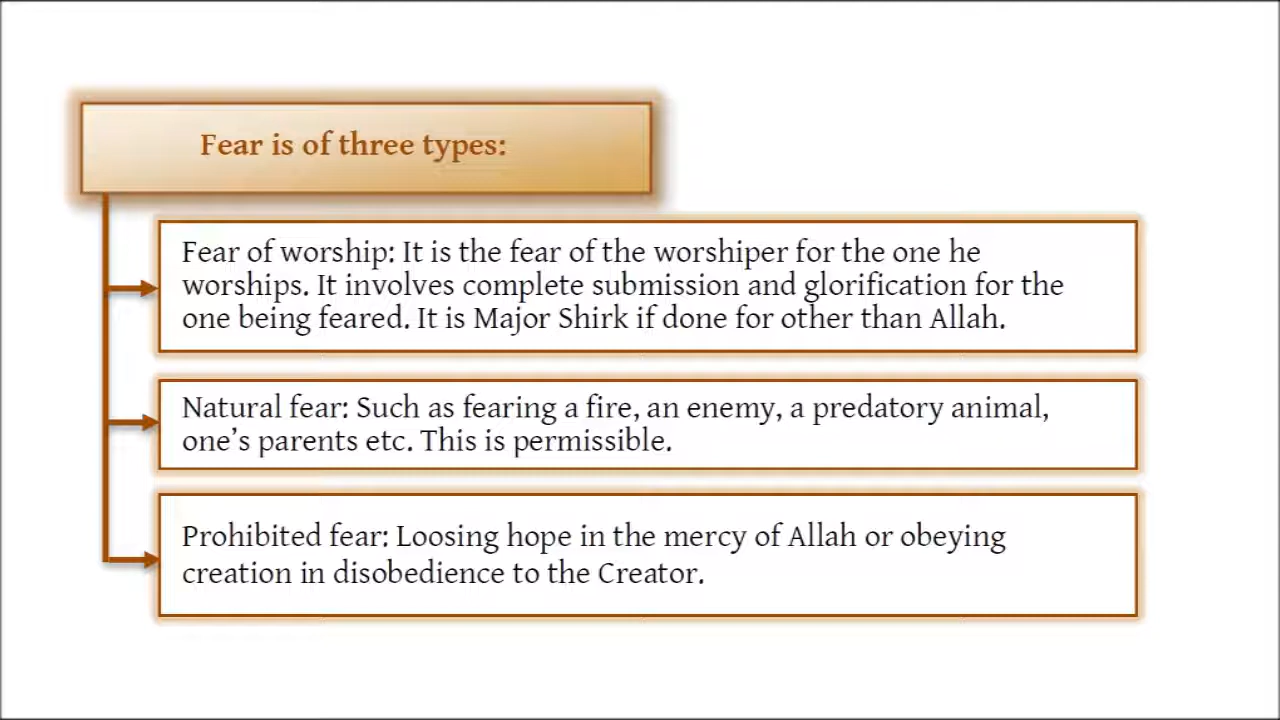 Fear is of three types:
Fear of worship: It is the fear of the worshiper for the one he
worships. It involves complete submission and glorification for the
one being feared. It is Major Shirk if done for other than Allah.
Natural fear: Such as fearing a fire, an enemy, a predatory animal,
one’s parents etc. This is permissible.
Prohibited fear: Loosing hope in the mercy of Allah or obeying
creation in disobedience to the Creator.